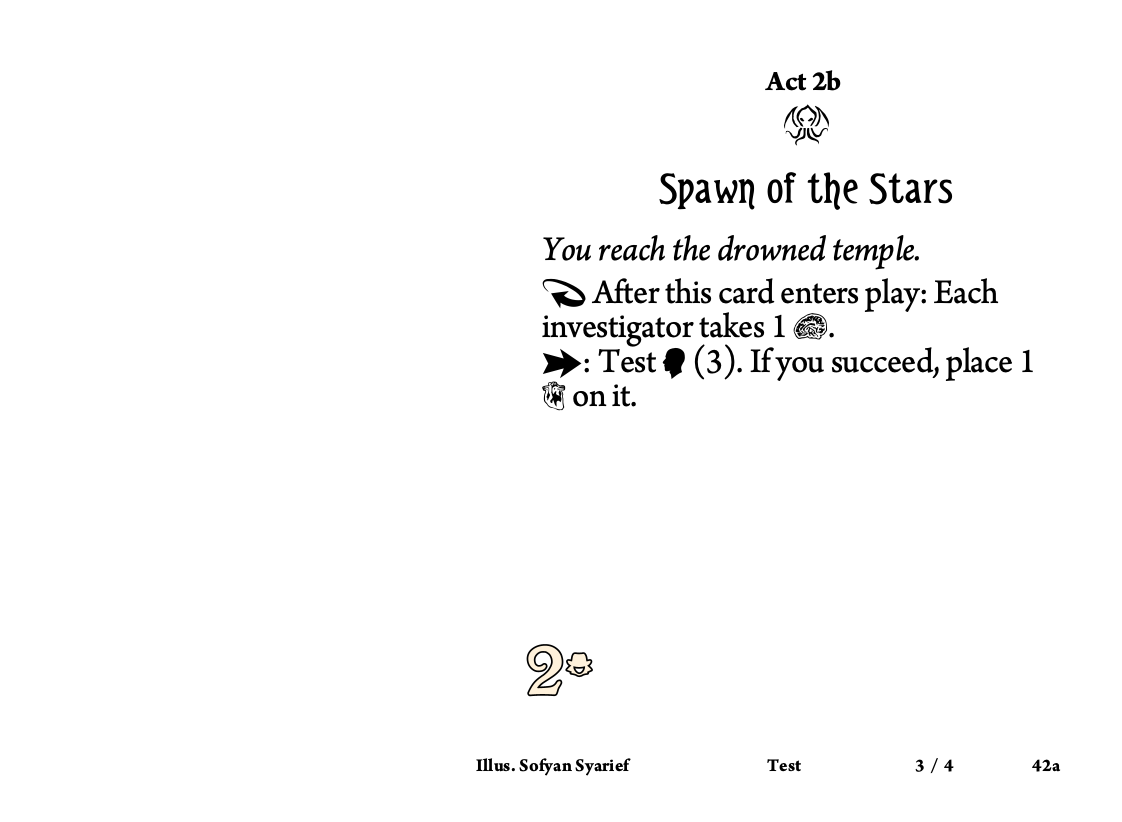 Act 2b
Spawn of the Stars
You reach the drowned temple.
After this card enters play: Each
investigator takes 1 .
: Test (3). If you succeed, place 1
on it.
2
Illus. Sofyan Syarief Test 3 / 4 42a